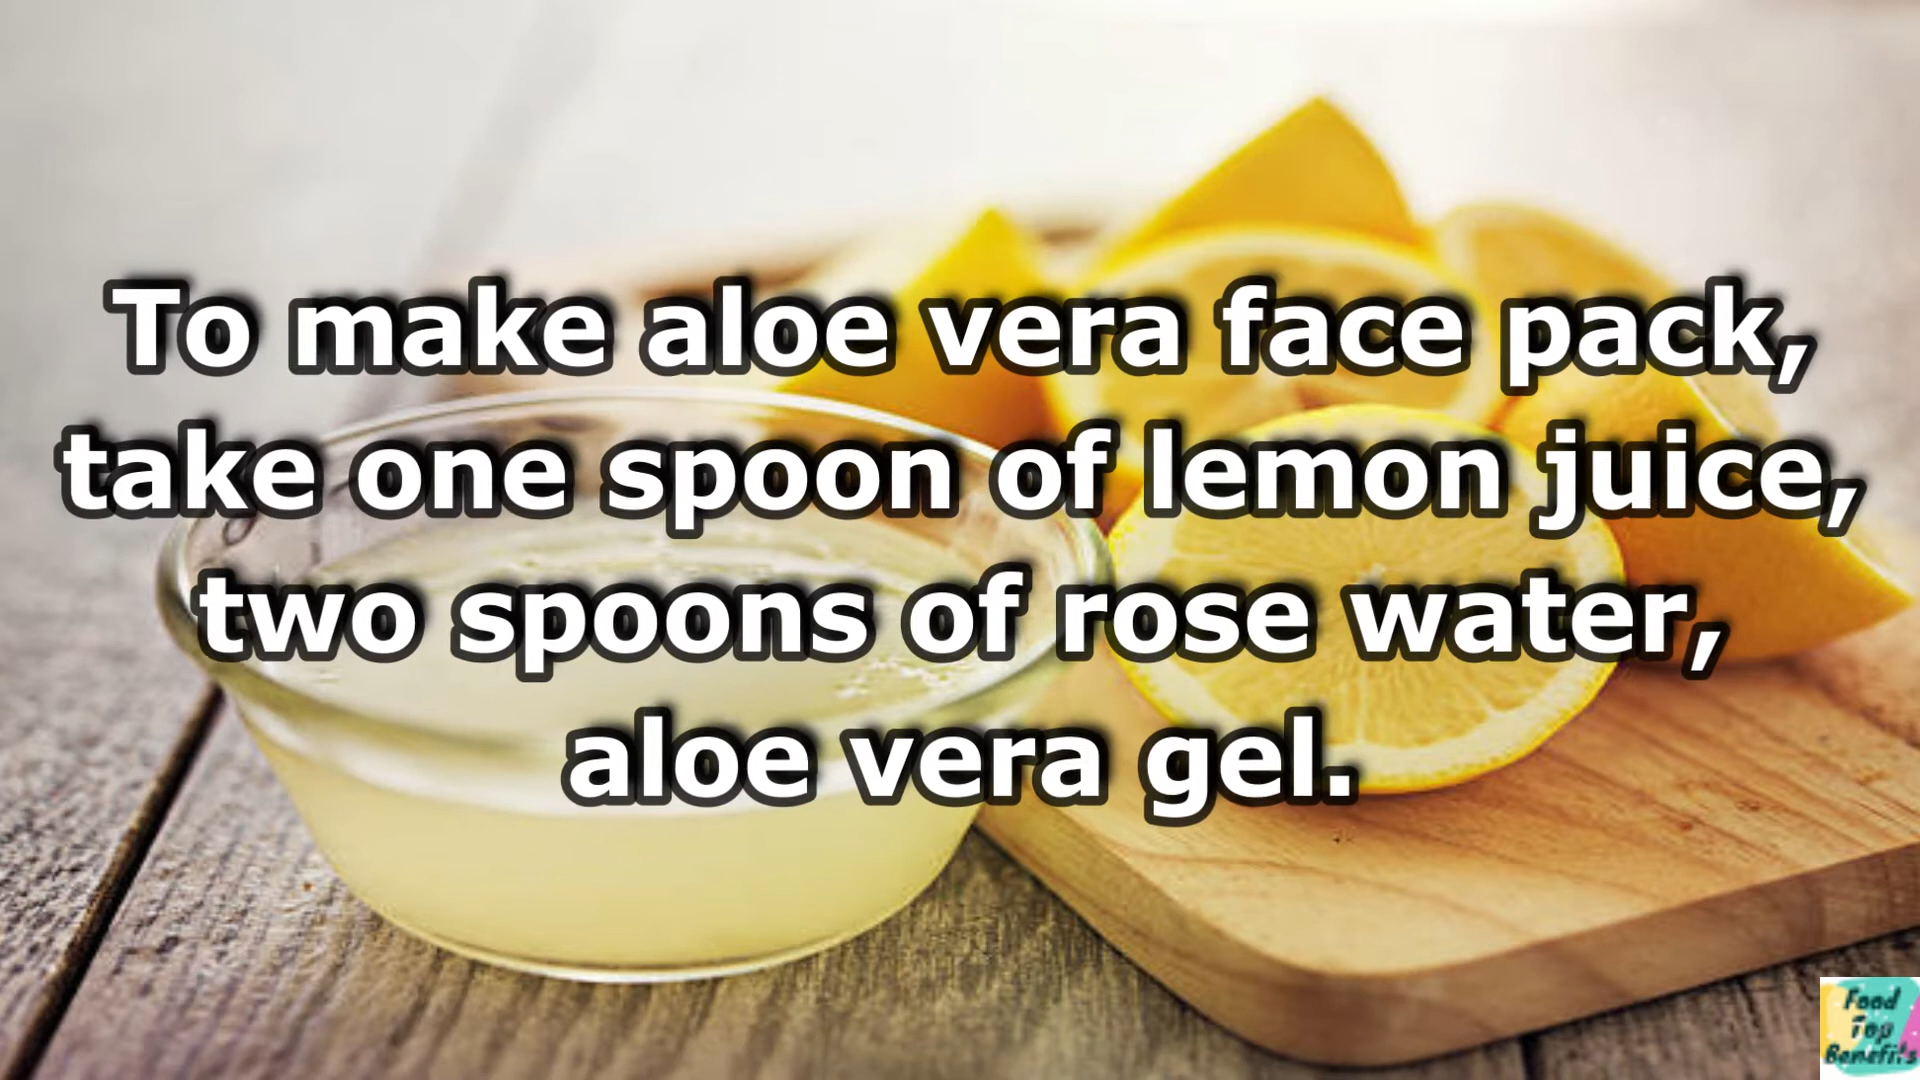 To make aloe vera face pack,
take one spoon of lemon juice,
two spoons of rose water,
aloe vera gel.
Food
Top
Benefits